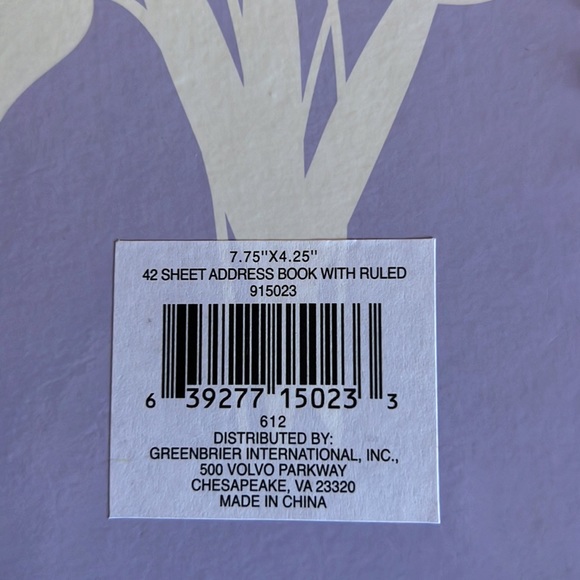 7.75"X4.25"
42 SHEET ADDRESS BOOK WITH RULED
915023
6 39277 15023 3
612
DISTRIBUTED BY:
GREENBRIER INTERNATIONAL, INC.,
500 VOLVO PARKWAY
CHESAPEAKE, VA 23320
MADE IN CHINA